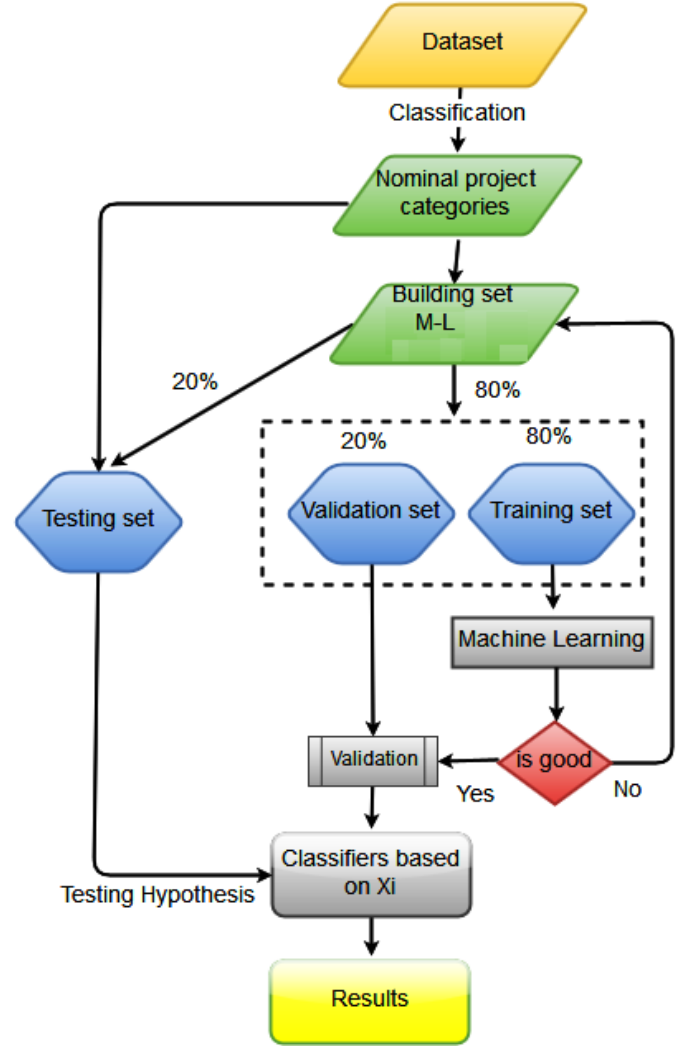 Dataset
Classification
Nominal project
categories
Building set
M-L
20%
80%
20%
80%
Testing set
Validation set
Training set
Machine Learning
Validation
is good
Yes
No
Classifiers based
on Xi
Testing Hypothesis
Results